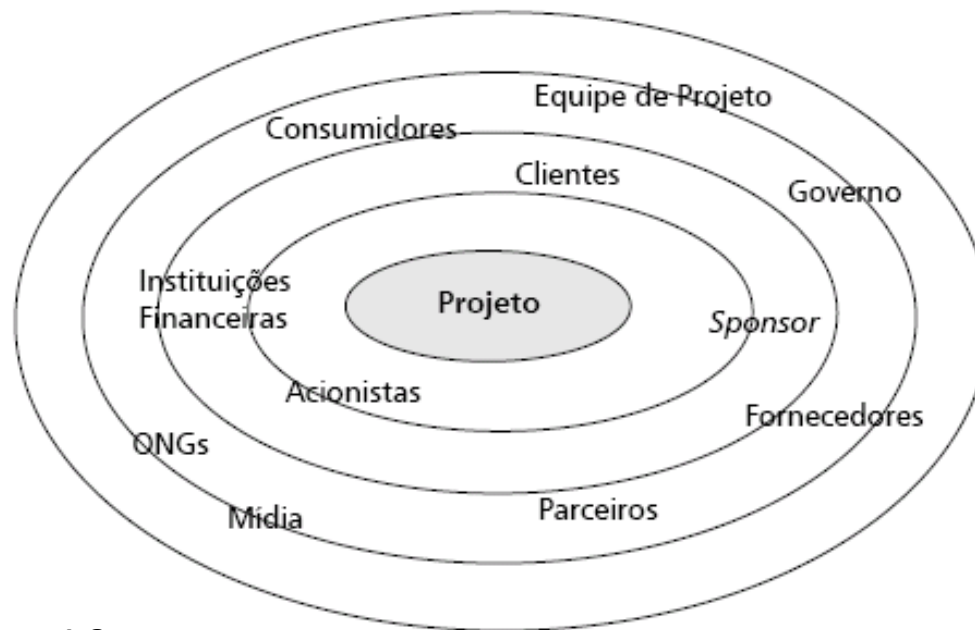 Equipe de Projeto
Consumidores
Clientes
Governo
Instituições
Financeiras
Projeto
Sponsor
Acionistas
Fornecedores
ONGs
Parceiros
Mídia